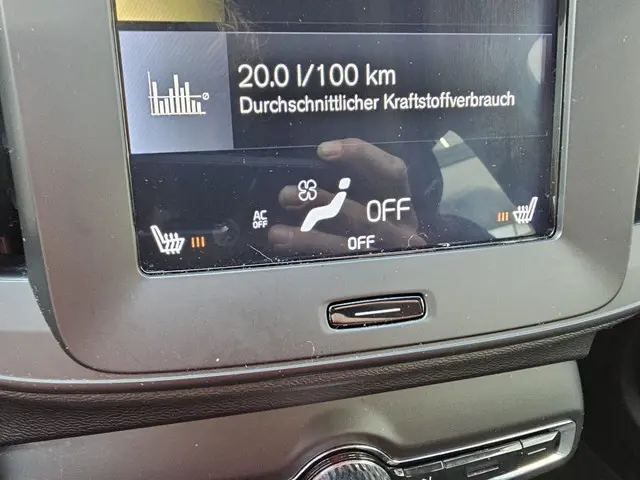 20.0 l/100 km
Durchschnittlicher Kraftstoffverbrauch
AC
OFF
OFF
OFF